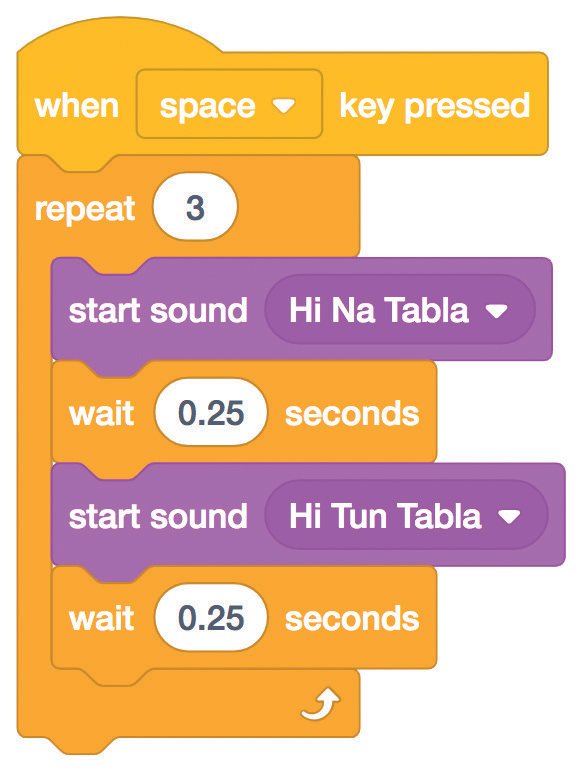 when space key pressed
repeat 3
start sound Hi Na Tabla
wait 0.25 seconds
start sound Hi Tun Tabla
wait 0.25 seconds